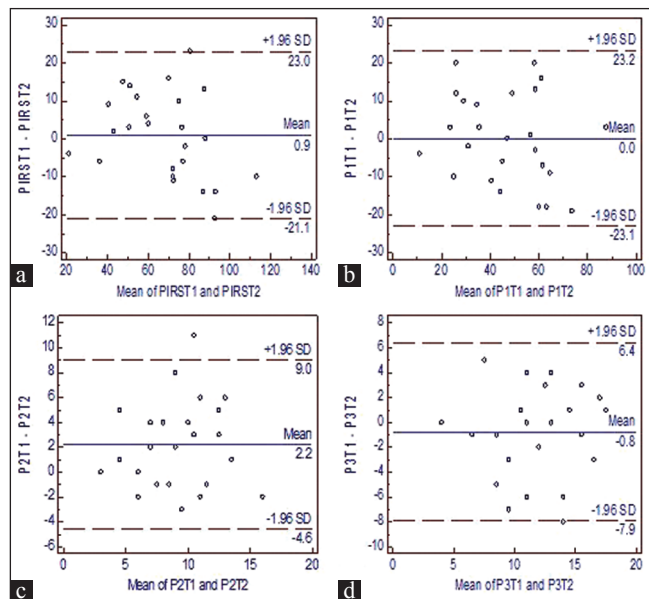 30
20
10
0
-10
-20
-30
PIRST1 - PIRST2
+1.96 SD
23.0
Mean
0.9
-1.96 SD
-21.1
20 40 60 80 100 120 140
Mean of PIRST1 and PIRST2
a
30
20
10
0
-10
-20
-30
P1T1 - P1T2
+1.96 SD
23.2
Mean
0.0
-1.96 SD
-23.1
0 20 40 60 80 100
Mean of P1T1 and P1T2
b
12
10
8
6
4
2
0
-2
-4
-6
P2T1 - P2T2
+1.96 SD
9.0
Mean
2.2
-1.96 SD
-4.6
0 5 10 15 20
Mean of P2T1 and P2T2
c
8
6
4
2
0
-2
-4
-6
-8
-10
P3T1 - P3T2
+1.96 SD
6.4
Mean
-0.8
-1.96 SD
-7.9
0 5 10 15 20
Mean of P3T1 and P3T2
d